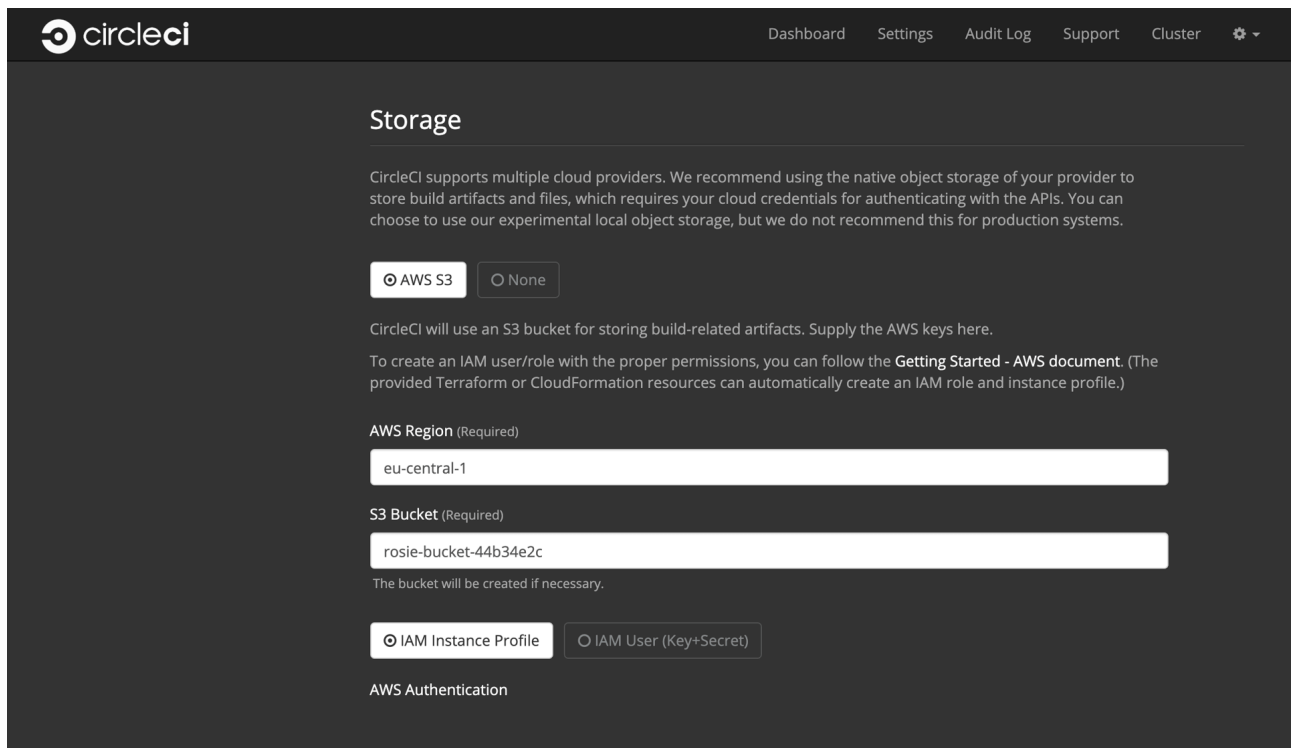 circleci
Dashboard Settings Audit Log Support Cluster
Storage
CircleCI supports multiple cloud providers. We recommend using the native object storage of your provider to
store build artifacts and files, which requires your cloud credentials for authenticating with the APIs. You can
choose to use our experimental local object storage, but we do not recommend this for production systems.
AWS S3 None
CircleCI will use an S3 bucket for storing build-related artifacts. Supply the AWS keys here.
To create an IAM user/role with the proper permissions, you can follow the Getting Started - AWS document. (The
provided Terraform or CloudFormation resources can automatically create an IAM role and instance profile.)
AWS Region (Required)
eu-central-1
S3 Bucket (Required)
rosie-bucket-44b34e2c
The bucket will be created if necessary.
IAM Instance Profile IAM User (Key+Secret)
AWS Authentication